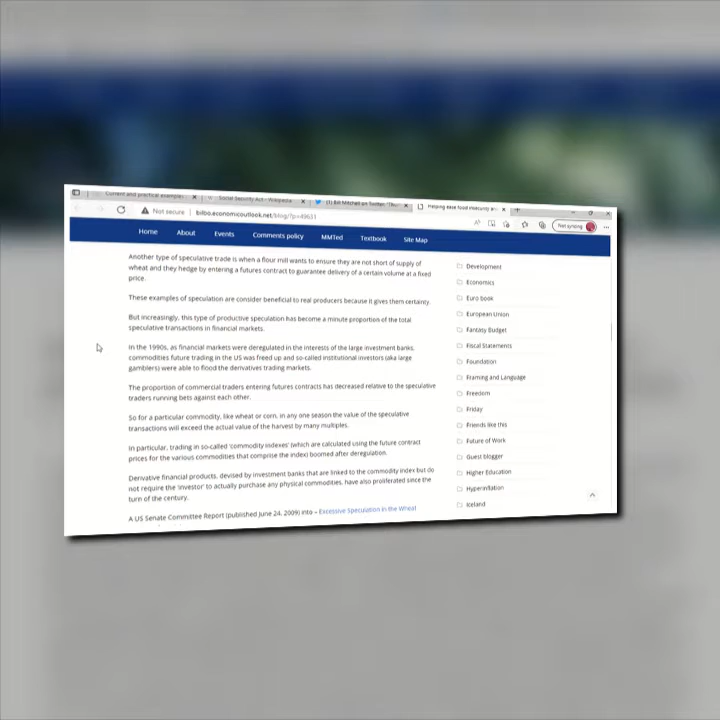 Current and practical examples
Social Security Act - Wikipedia
(1) Bill Mitchell on Twitter: "Thu
Helping ease food insecurity and
Not secure | bilbo.economicoutlook.net/blog/?p=49631
Not syncing
Home About Events Comments policy MMTed Textbook Site Map
Another type of speculative trade is when a flour mill wants to ensure they are not short of supply of
wheat and they hedge by entering a futures contract to guarantee delivery of a certain volume at a fixed
price.
These examples of speculation are consider beneficial to real producers because it gives them certainty.
But increasingly, this type of productive speculation has become a minute proportion of the total
speculative transactions in financial markets.
In the 1990s, as financial markets were deregulated in the interests of the large investment banks,
commodities future trading in the US was freed up and so-called institutional investors (aka large
gamblers) were able to flood the derivatives trading markets.
The proportion of commercial traders entering futures contracts has decreased relative to the speculative
traders running bets against each other.
So for a particular commodity, like wheat or corn, in any one season the value of the speculative
transactions will exceed the actual value of the harvest by many multiples.
In particular, trading in so-called 'commodity indexes' (which are calculated using the future contract
prices for the various commodities that comprise the index) boomed after deregulation.
Derivative financial products, devised by investment banks that are linked to the commodity index but do
not require the 'investor' to actually purchase any physical commodities, have also proliferated since the
turn of the century.
A US Senate Committee Report (published June 24, 2009) into – Excessive Speculation in the Wheat
Development
Economics
Euro book
European Union
Fantasy Budget
Fiscal Statements
Foundation
Framing and Language
Freedom
Friday
Friends like this
Future of Work
Guest blogger
Higher Education
Hyperinflation
Iceland